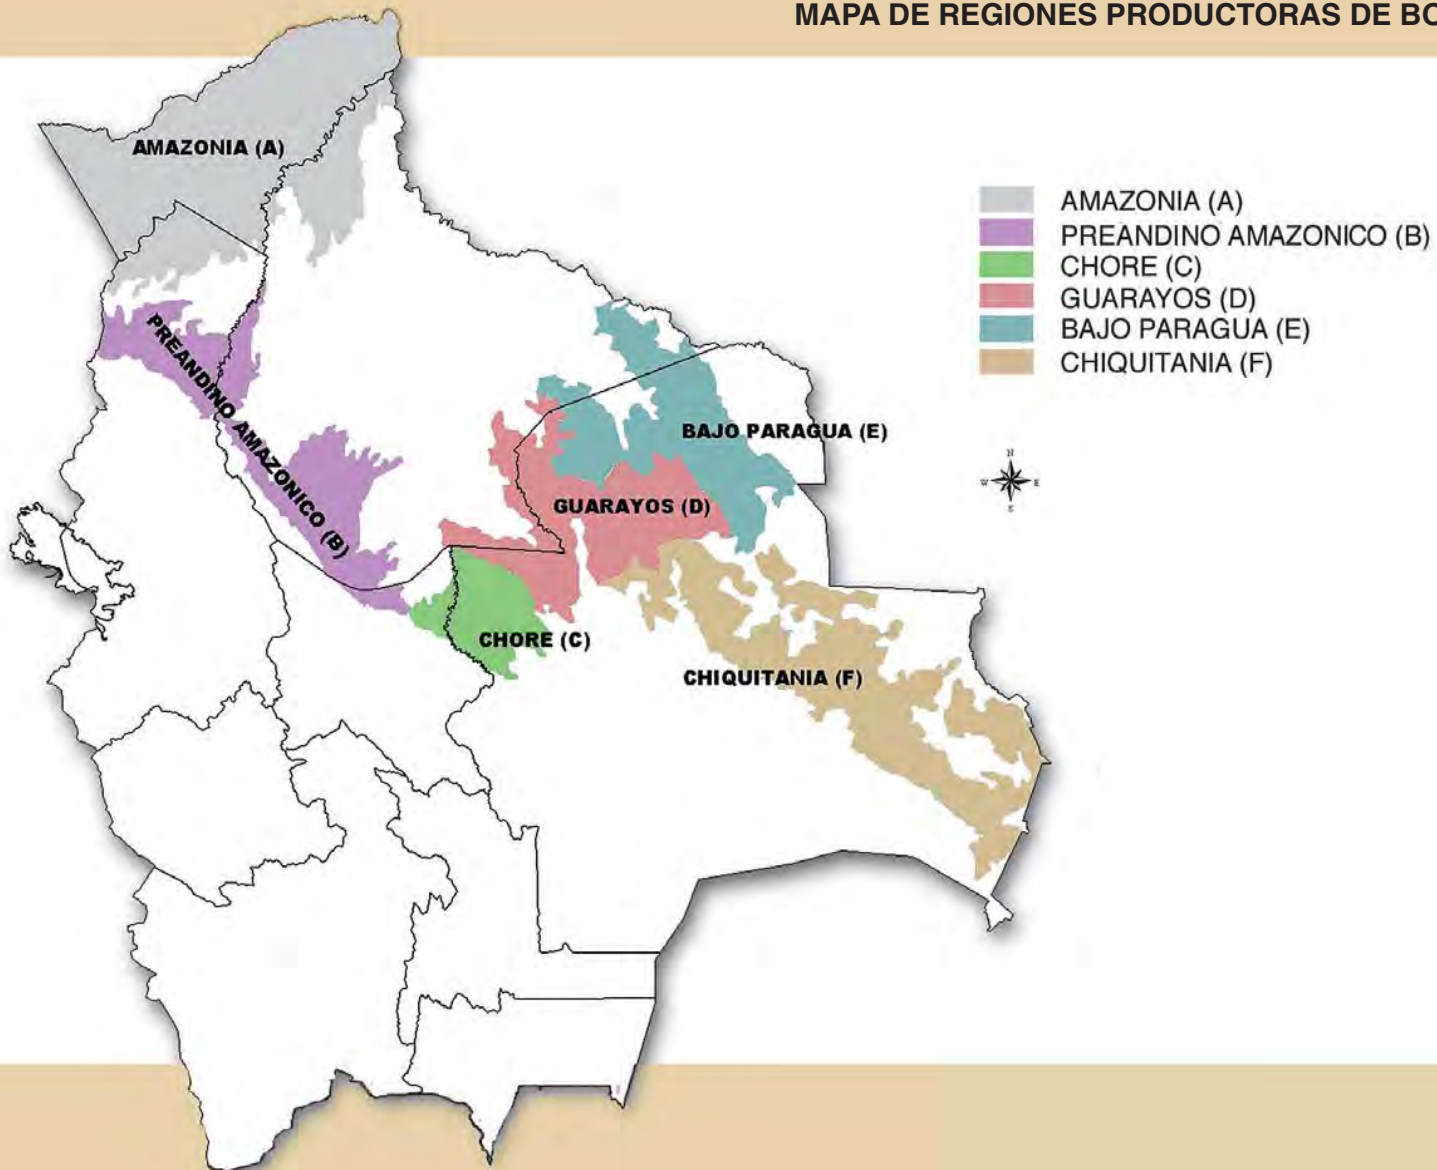 MAPA DE REGIONES PRODUCTORAS DE BO
AMAZONIA (A)
PREANDINO AMAZONICO (B)
BAJO PARAGUA (E)
GUARAYOS (D)
CHORE (C)
CHIQUITANIA (F)
AMAZONIA (A)
PREANDINO AMAZONICO (B)
CHORE (C)
GUARAYOS (D)
BAJO PARAGUA (E)
CHIQUITANIA (F)
N
W E
S